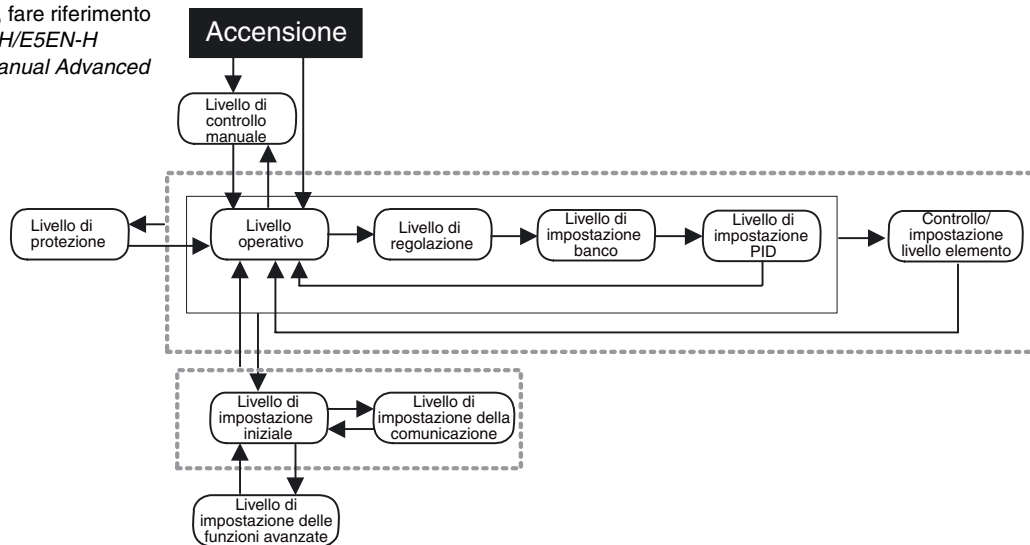 , fare riferimento
H/E5EN-H
anual Advanced
Accensione
Livello di
controllo
manuale
Livello di
protezione
Livello
operativo
Livello di
regolazione
Livello di
impostazione
banco
Livello di
impostazione
PID
Controllo/
impostazione
livello elemento
Livello di
impostazione
iniziale
Livello di
impostazione della
comunicazione
Livello di
impostazione delle
funzioni avanzate